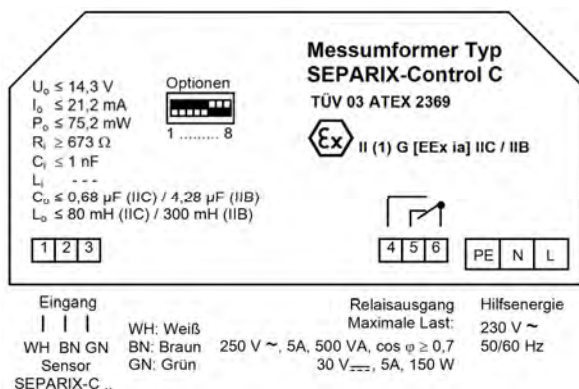 Messumformer Typ
SEPARIX-Control C
TÜV 03 ATEX 2369
Ex II (1) G [EEx ia] IIC / IIB
Uₒ ≤ 14,3 V
Iₒ ≤ 21,2 mA
Pₒ ≤ 75,2 mW
Rᵢ ≥ 673 Ω
Cᵢ ≤ 1 nF
Lᵢ - - -
Cₒ ≤ 0,68 µF (IIC) / 4,28 µF (IIB)
Lₒ ≤ 80 mH (IIC) / 300 mH (IIB)
Optionen
1 ......... 8
1 2 3
4 5 6
PE N L
Eingang
WH BN GN
Sensor
SEPARIX-C ..
WH: Weiß
BN: Braun
GN: Grün
Relaisausgang
Maximale Last:
250 V ~, 5A, 500 VA, cos φ ≥ 0,7
30 V⎓, 5A, 150 W
Hilfsenergie
230 V ~
50/60 Hz